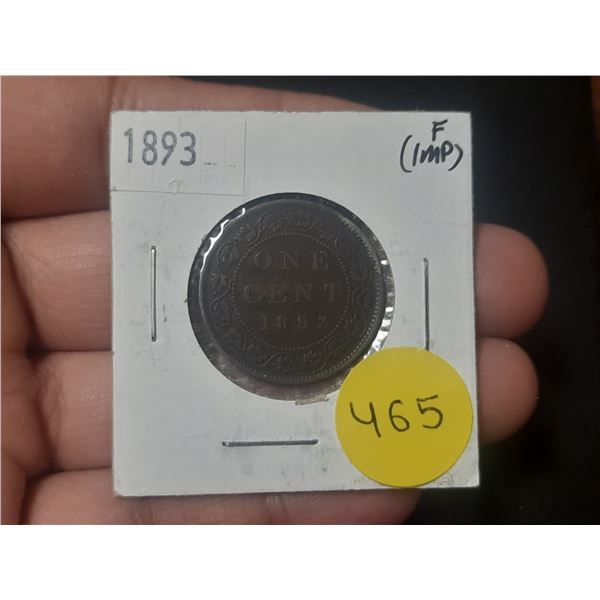 1893
F
(IMP)
ONE
CENT
1893
465